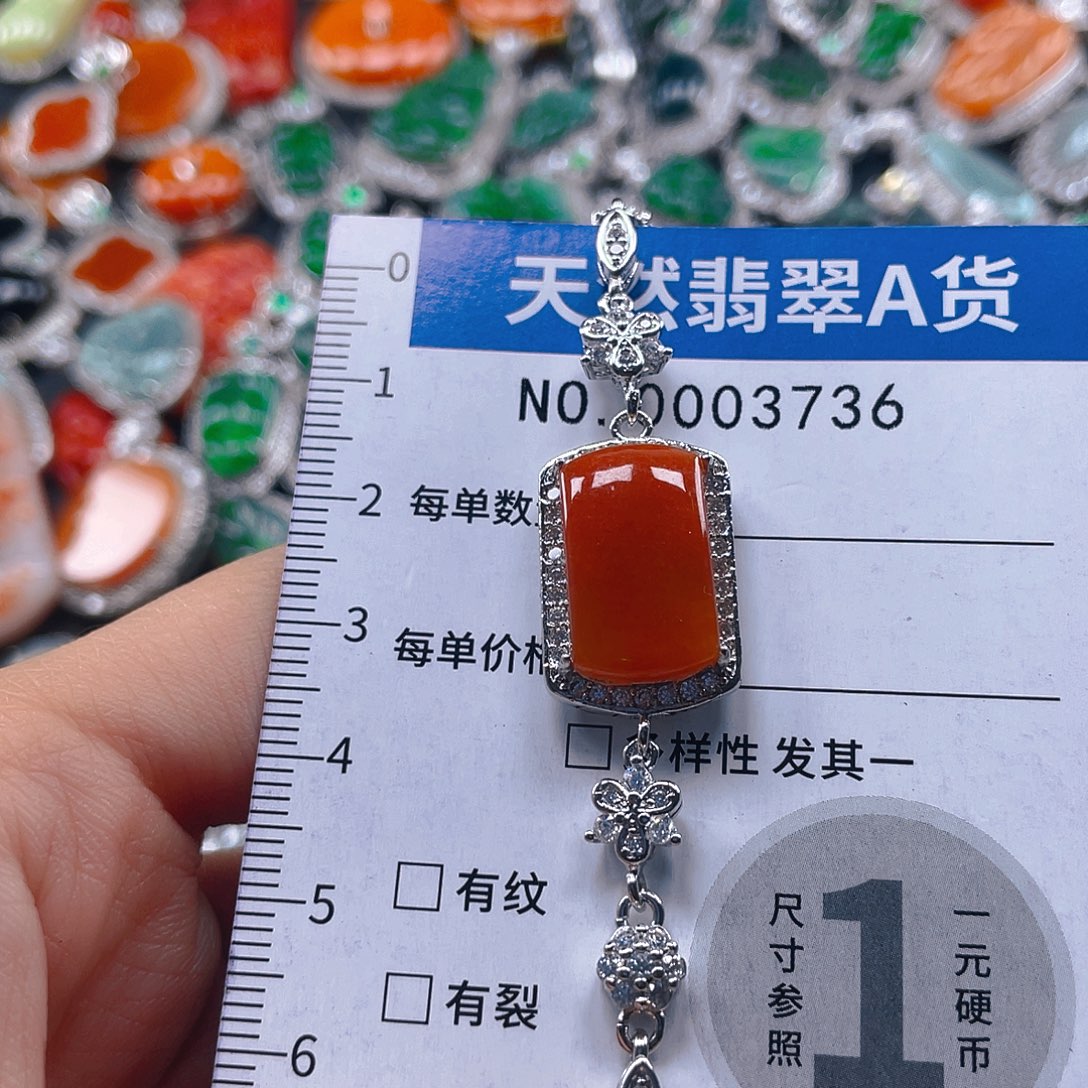 天然翡翠A货
NO.0003736
每单数
每单价格
多样性 发其一
有纹
有裂
尺寸参照
1
一元硬币
0
1
2
3
4
5
6